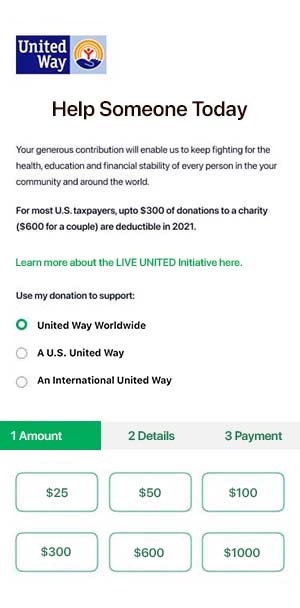 United
Way
Help Someone Today
Your generous contribution will enable us to keep fighting for the
health, education and financial stability of every person in the your
community and around the world.
For most U.S. taxpayers, upto $300 of donations to a charity
($600 for a couple) are deductible in 2021.
Learn more about the LIVE UNITED Initiative here.
Use my donation to support:
United Way Worldwide
A U.S. United Way
An International United Way
1 Amount 2 Details 3 Payment
$25 $50 $100
$300 $600 $1000